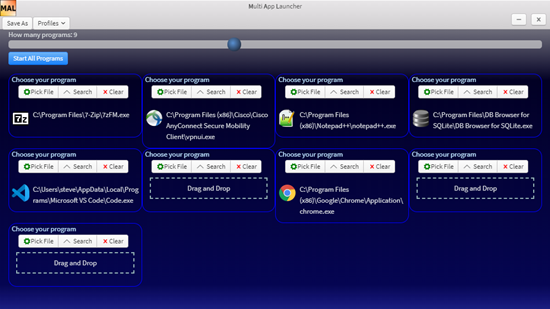 MAL
Multi App Launcher
Save As
Profiles
How many programs: 9
Start All Programs
Choose your program
Pick File Search Clear
C:\Program Files\7-Zip\7zFM.exe
Choose your program
Pick File Search Clear
C:\Program Files (x86)\Cisco\Cisco
AnyConnect Secure Mobility
Client\vpnui.exe
Choose your program
Pick File Search Clear
C:\Program Files
(x86)\Notepad++\notepad++.exe
Choose your program
Pick File Search Clear
C:\Program Files\DB Browser for
SQLite\DB Browser for SQLite.exe
Choose your program
Pick File Search Clear
C:\Users\steve\AppData\Local\Prog
rams\Microsoft VS Code\Code.exe
Choose your program
Pick File Search Clear
Drag and Drop
Choose your program
Pick File Search Clear
C:\Program Files
(x86)\Google\Chrome\Application\
chrome.exe
Choose your program
Pick File Search Clear
Drag and Drop
Choose your program
Pick File Search Clear
Drag and Drop